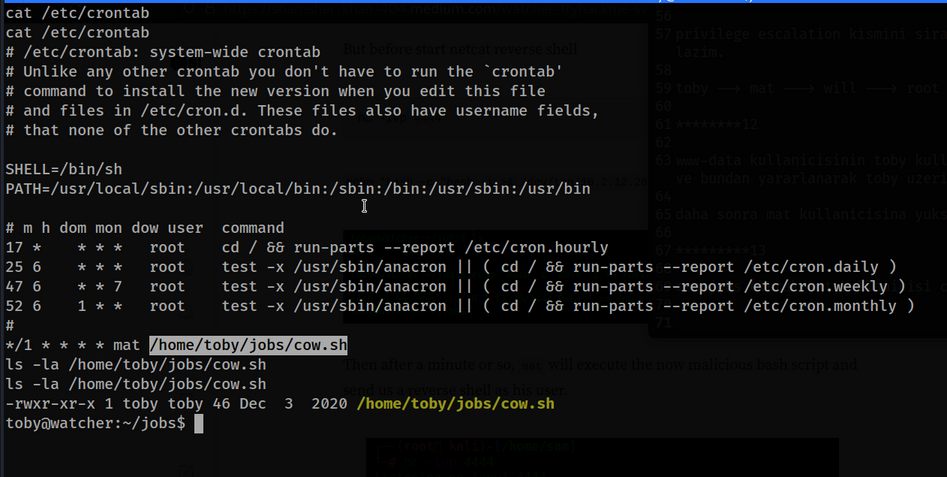 cat /etc/crontab
cat /etc/crontab
# /etc/crontab: system-wide crontab
# Unlike any other crontab you don't have to run the `crontab'
# command to install the new version when you edit this file
# and files in /etc/cron.d. These files also have username fields,
# that none of the other crontabs do.
SHELL=/bin/sh
PATH=/usr/local/sbin:/usr/local/bin:/sbin:/bin:/usr/sbin:/usr/bin
# m h dom mon dow user  command
17 *    * * *   root    cd / && run-parts --report /etc/cron.hourly
25 6    * * *   root    test -x /usr/sbin/anacron || ( cd / && run-parts --report /etc/cron.daily )
47 6    * * 7   root    test -x /usr/sbin/anacron || ( cd / && run-parts --report /etc/cron.weekly )
52 6    1 * *   root    test -x /usr/sbin/anacron || ( cd / && run-parts --report /etc/cron.monthly )
#
*/1 * * * * mat /home/toby/jobs/cow.sh
ls -la /home/toby/jobs/cow.sh
ls -la /home/toby/jobs/cow.sh
-rwxr-xr-x 1 toby toby 46 Dec  3  2020 /home/toby/jobs/cow.sh
toby@watcher:~/jobs$
But before start netcat reverse shell
Then after a minute or so, mat will execute the now malicious bash script and
send us a reverse shell as his user.
56
57 privilege escalation kismini sira
lazim.
58
59 toby ---> mat ---> will ---> root
60
61 ********12
62
63 www-data kullanicisinin toby kul
ve bundan yararlanarak toby uzeri
64
65 daha sonra mat kullanicisina yuks
66
67 *********13
71